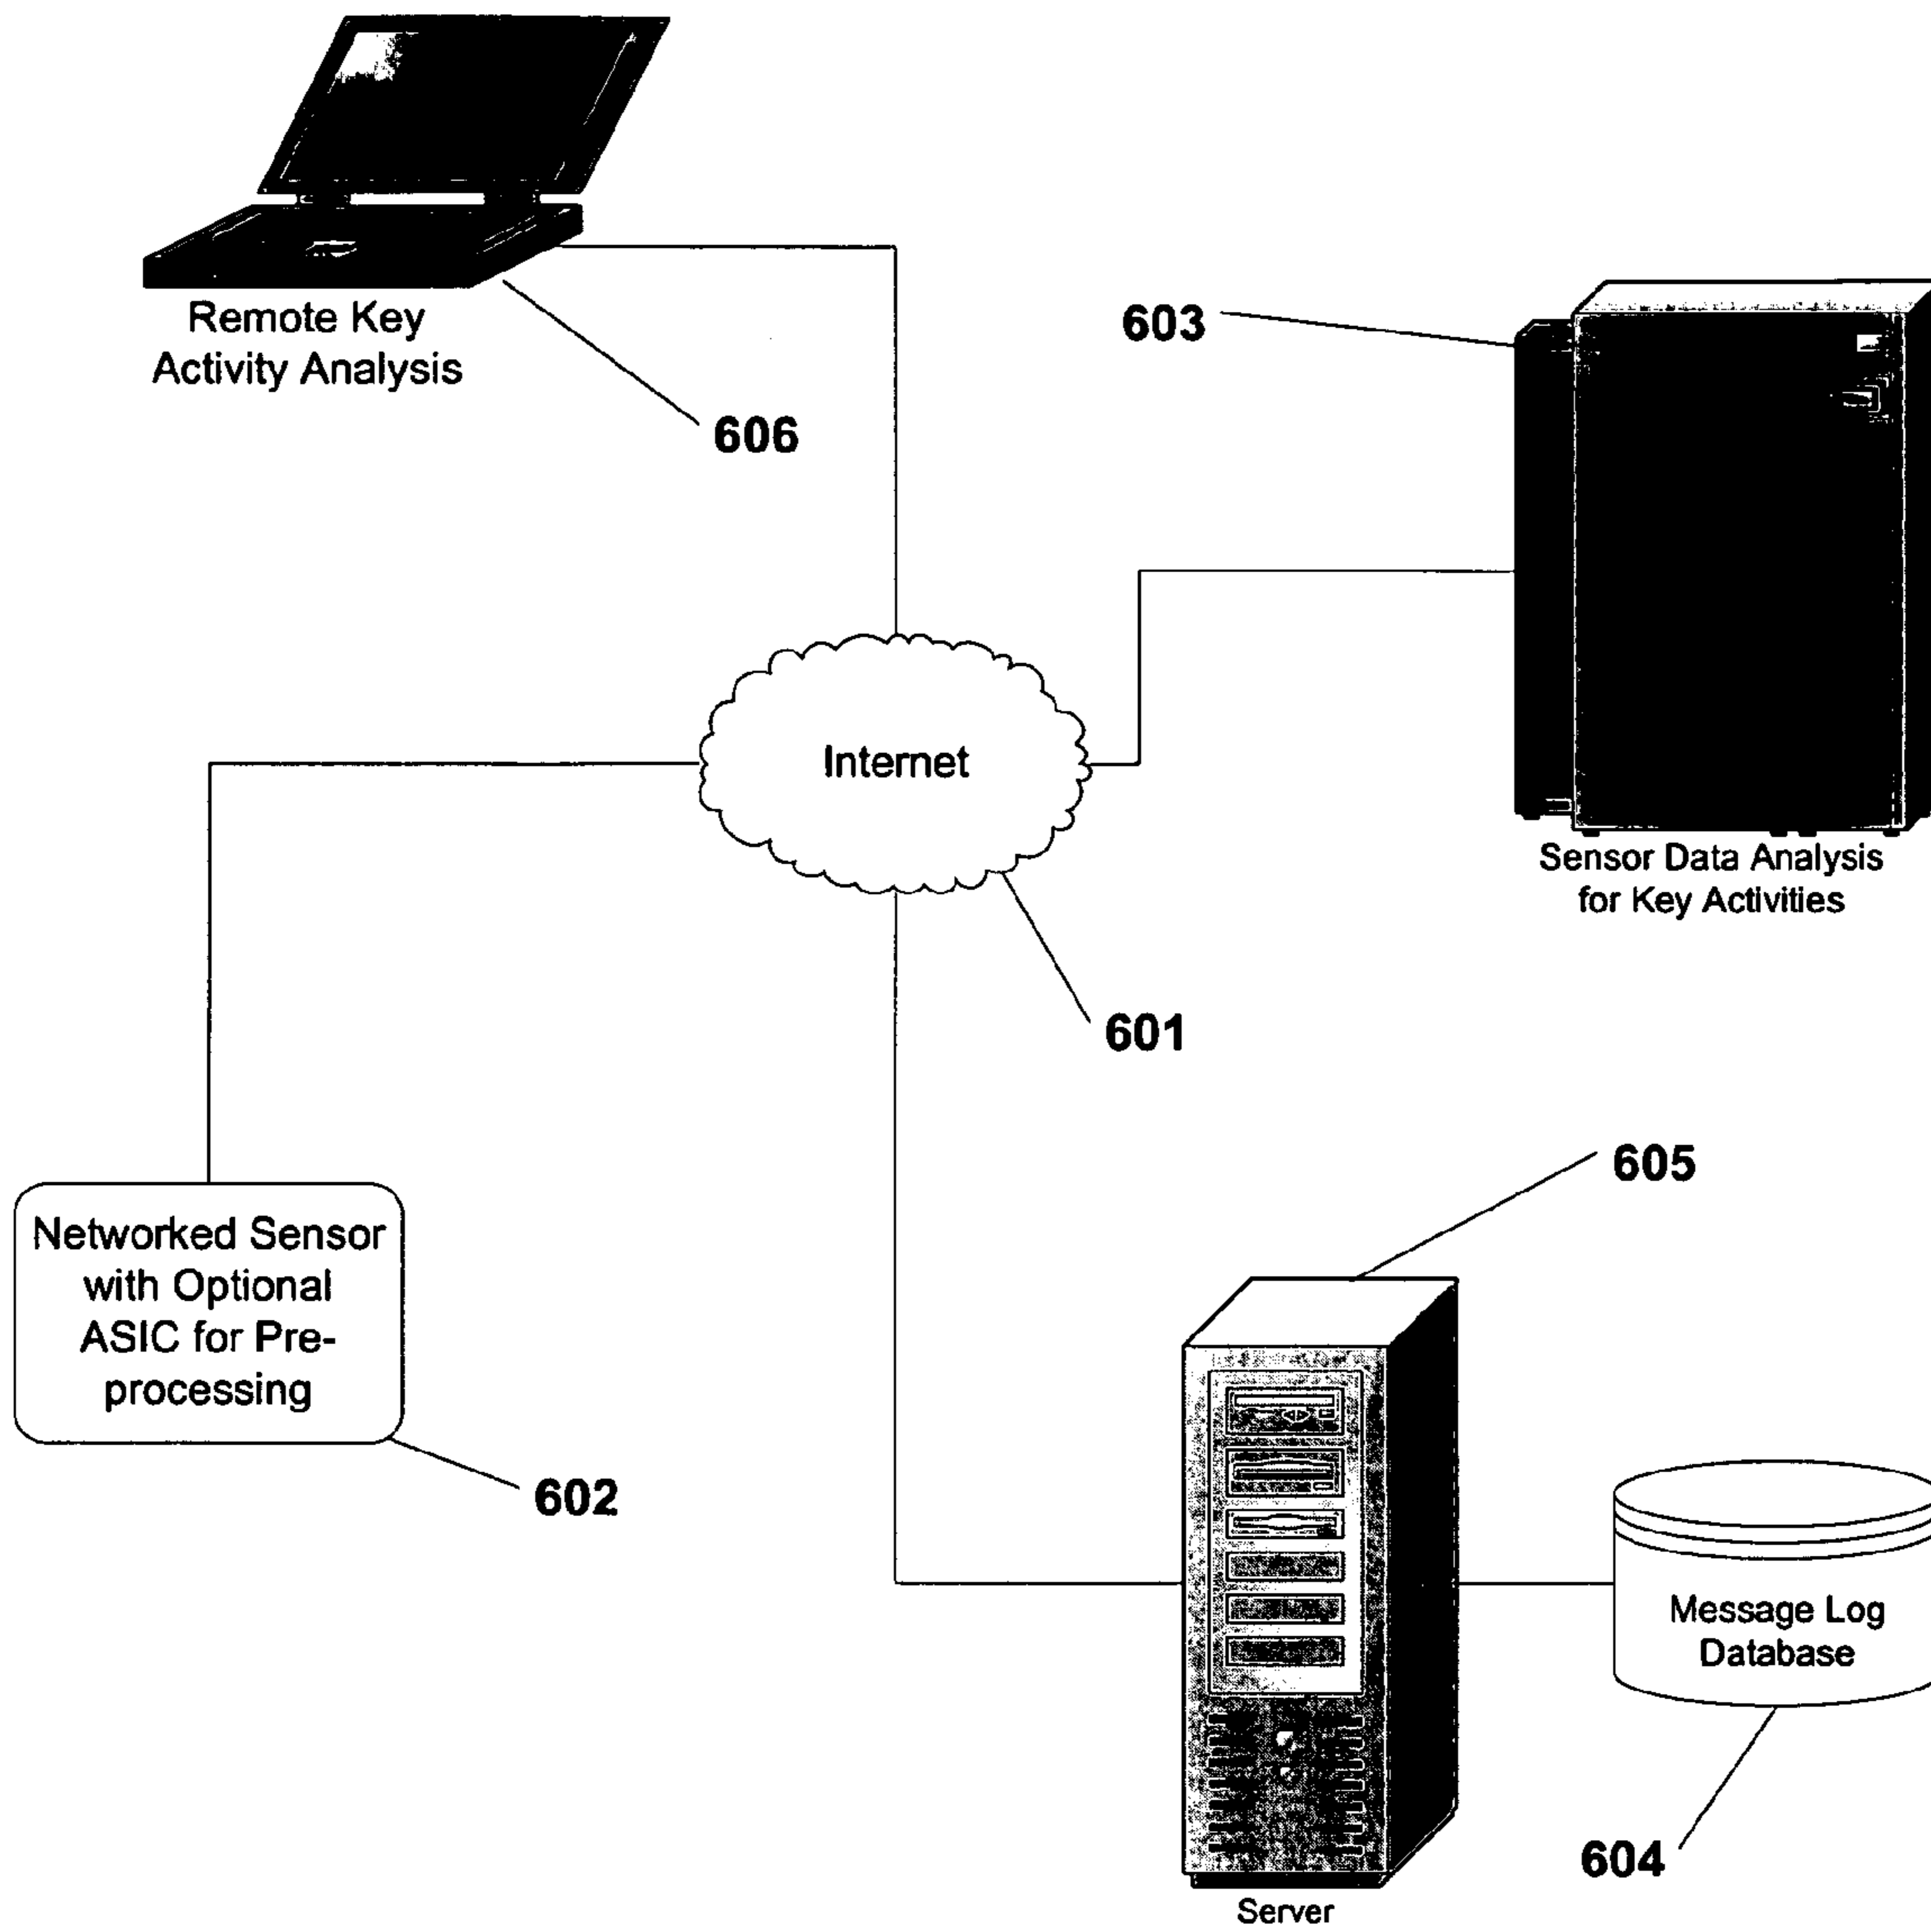 Remote Key
Activity Analysis
606
603
Sensor Data Analysis
for Key Activities
Internet
601
Networked Sensor
with Optional
ASIC for Pre-
processing
602
605
Server
Message Log
Database
604